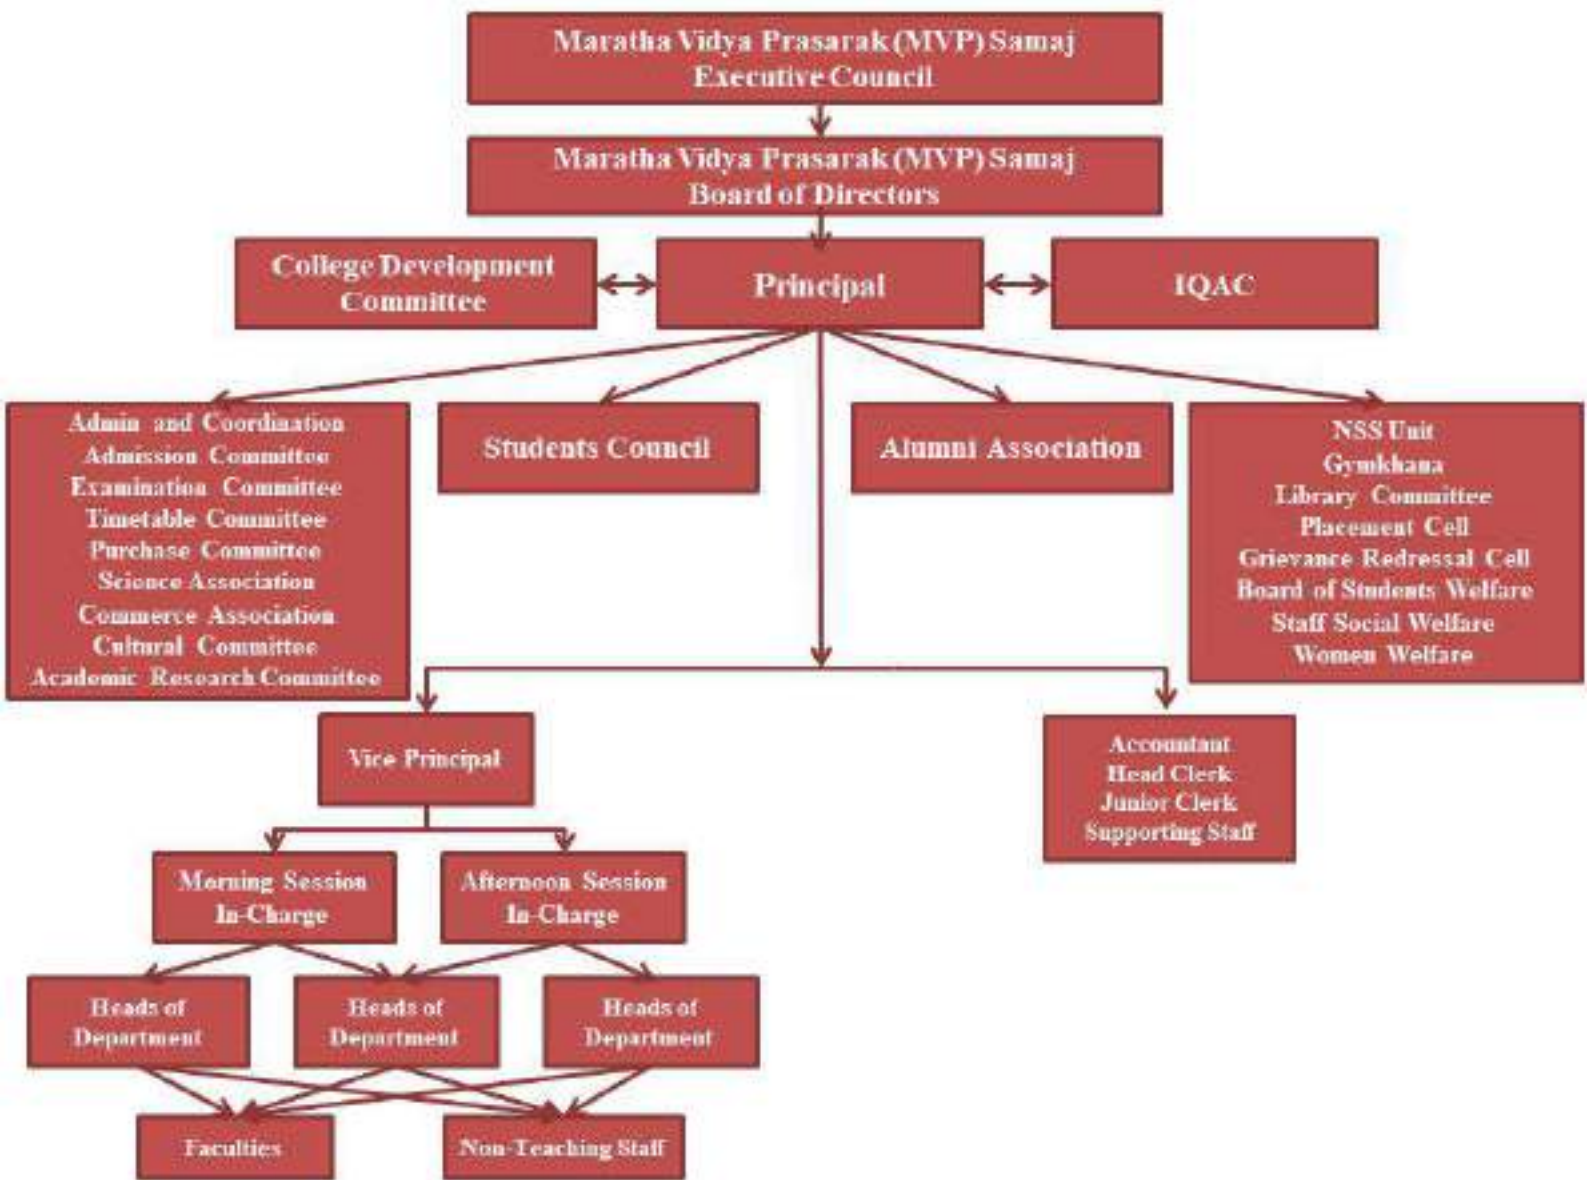 Maratha Vidya Prasarak (MVP) Samaj
Executive Council
Maratha Vidya Prasarak (MVP) Samaj
Board of Directors
College Development
Committee
Principal
IQAC
Admin and Coordination
Admission Committee
Examination Committee
Timetable Committee
Purchase Committee
Science Association
Commerce Association
Cultural Committee
Academic Research Committee
Students Council
Alumni Association
NSS Unit
Gymkhana
Library Committee
Placement Cell
Grievance Redressal Cell
Board of Students Welfare
Staff Social Welfare
Women Welfare
Vice Principal
Accountant
Head Clerk
Junior Clerk
Supporting Staff
Morning Session
In-Charge
Afternoon Session
In-Charge
Heads of
Department
Heads of
Department
Heads of
Department
Faculties
Non-Teaching Staff